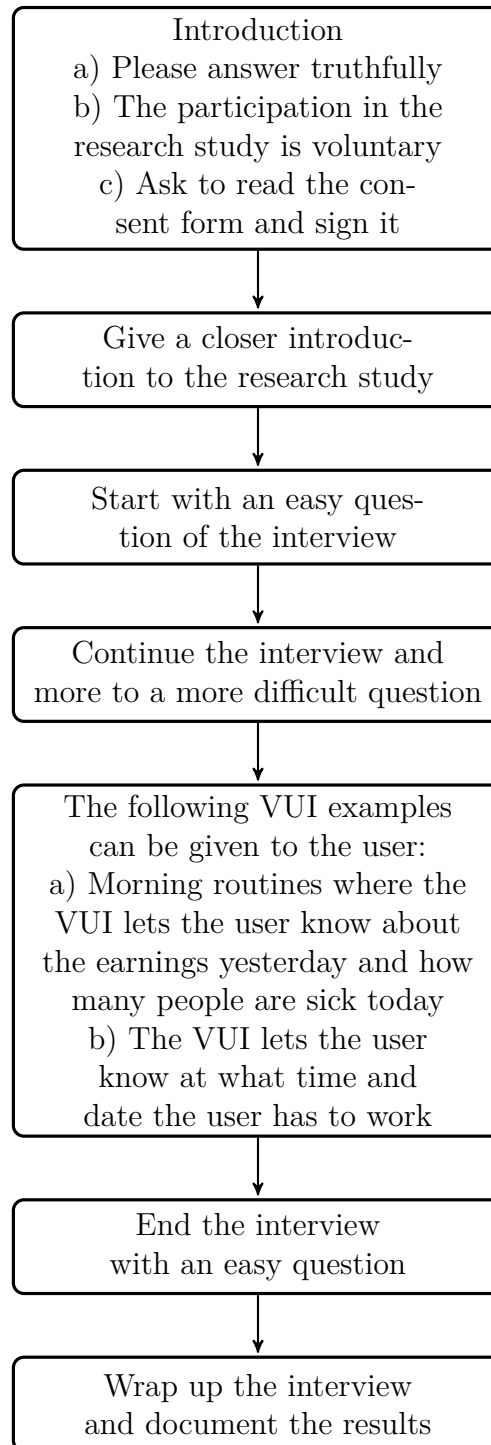 Introduction
a) Please answer truthfully
b) The participation in the
research study is voluntary
c) Ask to read the con-
sent form and sign it
Give a closer introduc-
tion to the research study
Start with an easy ques-
tion of the interview
Continue the interview and
more to a more difficult question
The following VUI examples
can be given to the user:
a) Morning routines where the
VUI lets the user know about
the earnings yesterday and how
many people are sick today
b) The VUI lets the user
know at what time and
date the user has to work
End the interview
with an easy question
Wrap up the interview
and document the results